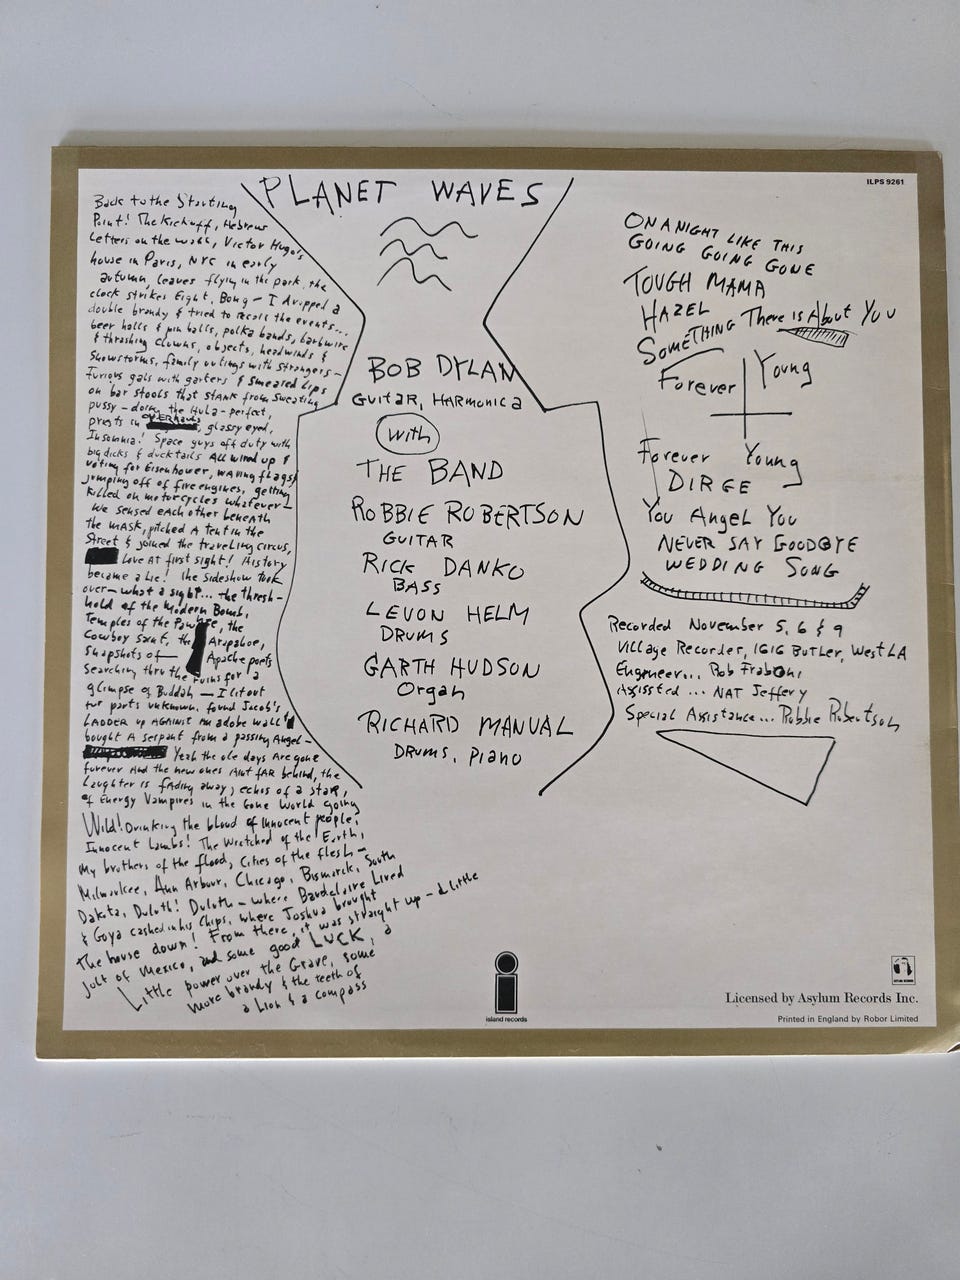 PLANET WAVES
Back to the Starting
Point! The Kickoff, Hebrew
Letters on the wall, Victor Hugo's
house in Paris, NYC in early
autumn, leaves flying in the park, the
clock strikes Eight, Bong — I dropped a
double brandy & tried to recall the events...
beer halls & pin balls, polka bands, barbwire
& thrashing clowns, objects, headwinds &
Snowstorms, family outings with strangers —
Furious gals with garters & smeared Lips
on bar stools that stank from sweating
pussy — doing the Hula — perfect,
priests in OVERHAULS, glassy eyed,
Insomnia! Space guys off duty with
big dicks & ducktails All wired up &
voting for Eisenhower, waving flags &
jumping off of fire engines, getting
killed on motorcycles whatever —
We sensed each other beneath
the MASK, pitched A tent in the
Street & joined the traveling circus,
Love At first sight! History
became a Lie! the sideshow took
over — what a sight... the thresh-
hold of the Modern Bomb,
Temples of the Pawnee, the
Cowboy saint, the Arapahoe,
snapshots of — Apache poets
searching thru the ruins for a
glimpse of Buddah — I lit out
for parts unknown, found Jacob's
LADDER up AGAINST An adobe wall &
bought A serpant from a passing Angel —
Yeah the ole days Are gone
forever And the new ones Aint fAR behind, the
Laughter is fAding away, echos of a staR,
of Energy Vampires in the Gone World going
Wild! Drinking the blood of innocent people,
Innocent Lambs! The Wretched of the Earth,
My brothers of the flood, Cities of the flesh —
Milwaukee, Ann Arbour, Chicago, Bismarck, South
Dakota, Duluth! Duluth — where Baudelaire Lived
& Goya cashed in his Chips, where Joshua brought
the house down! From there, it was straight up — a Little
jolt of Mexico, and some good LUCK, a
Little power over the Grave, some
more brandy & the teeth of
a Lion & a compass
BOB DYLAN
GUITAR, HARMONICA
with
THE BAND
ROBBIE ROBERTSON
GUITAR
RICK DANKO
BASS
LEVON HELM
DRUMS
GARTH HUDSON
Organ
RICHARD MANUAL
DRUMS, Piano
ILPS 9261
ON A NIGHT LIKE THIS
GOING GOING GONE
TOUGH MAMA
HAZEL
SOMETHING There is About You
Forever Young
Forever Young
DIRGE
You Angel You
NEVER SAY GOODBYE
WEDDING SONG
Recorded November 5, 6 & 9
Village Recorder, 1616 BUTLER, West LA
Engineer... Rob Fraboni
Assissted... NAT Jeffery
Special Assistance... Robbie Robertson
island records
Licensed by Asylum Records Inc.
Printed in England by Robor Limited